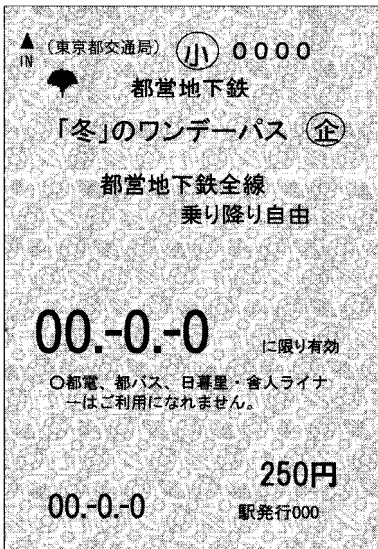 ▲ (東京都交通局) 小 0000
IN
都営地下鉄
「冬」のワンデーパス 企
都営地下鉄全線
乗り降り自由
00.-0.-0 に限り有効
○都電、都バス、日暮里・舎人ライナ
ーはご利用になれません。
250円
00.-0.-0 駅発行000